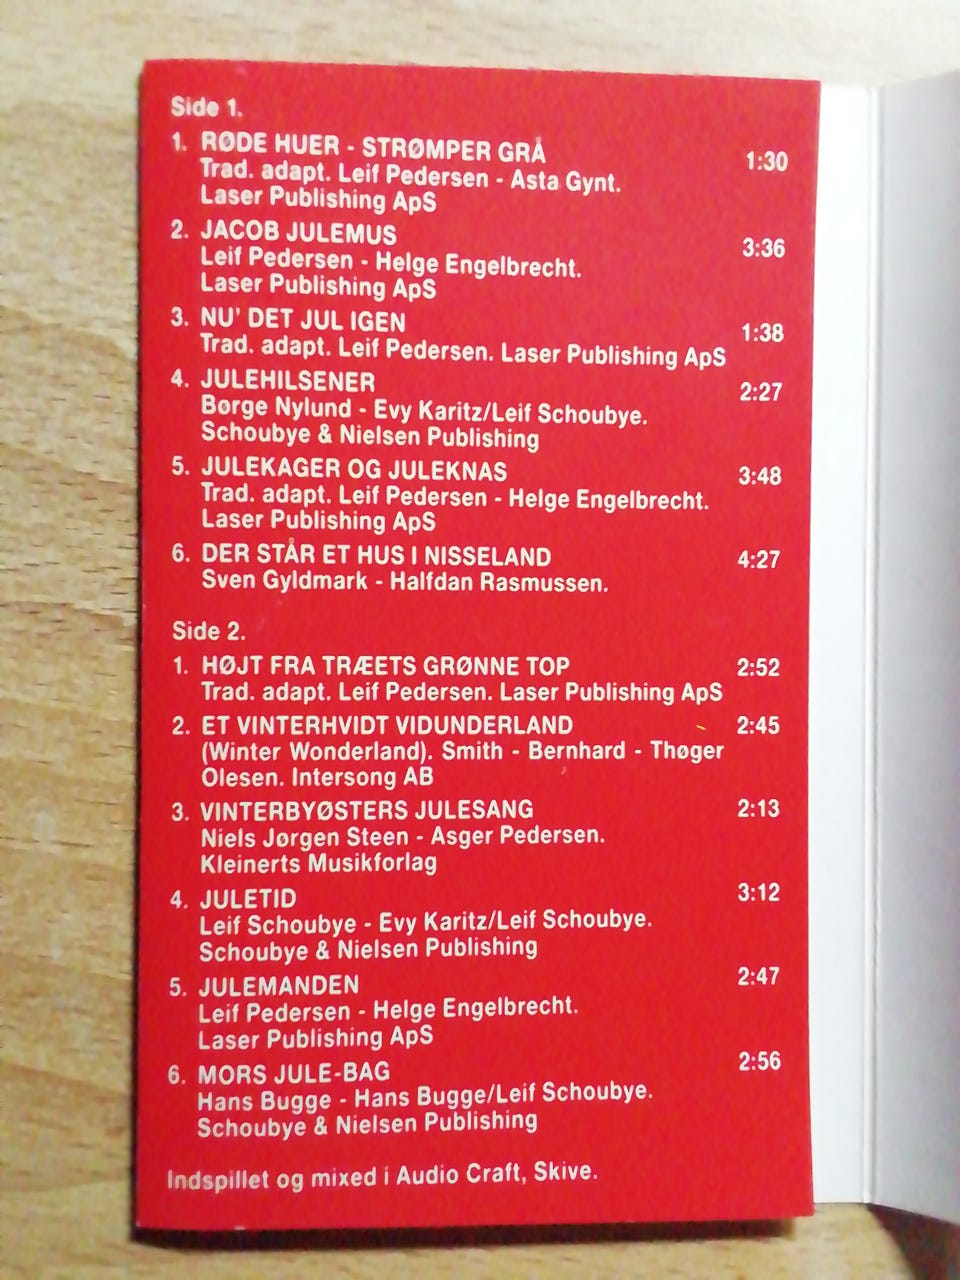 Side 1.
1. RØDE HUER - STRØMPER GRÅ 1:30
Trad. adapt. Leif Pedersen - Asta Gynt.
Laser Publishing ApS
2. JACOB JULEMUS 3:36
Leif Pedersen - Helge Engelbrecht.
Laser Publishing ApS
3. NU' DET JUL IGEN 1:38
Trad. adapt. Leif Pedersen. Laser Publishing ApS
4. JULEHILSENER 2:27
Børge Nylund - Evy Karitz/Leif Schoubye.
Schoubye & Nielsen Publishing
5. JULEKAGER OG JULEKNAS 3:48
Trad. adapt. Leif Pedersen - Helge Engelbrecht.
Laser Publishing ApS
6. DER STÅR ET HUS I NISSELAND 4:27
Sven Gyldmark - Halfdan Rasmussen.
Side 2.
1. HØJT FRA TRÆETS GRØNNE TOP 2:52
Trad. adapt. Leif Pedersen. Laser Publishing ApS
2. ET VINTERHVIDT VIDUNDERLAND 2:45
(Winter Wonderland). Smith - Bernhard - Thøger
Olesen. Intersong AB
3. VINTERBYØSTERS JULESANG 2:13
Niels Jørgen Steen - Asger Pedersen.
Kleinerts Musikforlag
4. JULETID 3:12
Leif Schoubye - Evy Karitz/Leif Schoubye.
Schoubye & Nielsen Publishing
5. JULEMANDEN 2:47
Leif Pedersen - Helge Engelbrecht.
Laser Publishing ApS
6. MORS JULE-BAG 2:56
Hans Bugge - Hans Bugge/Leif Schoubye.
Schoubye & Nielsen Publishing
Indspillet og mixed i Audio Craft, Skive.